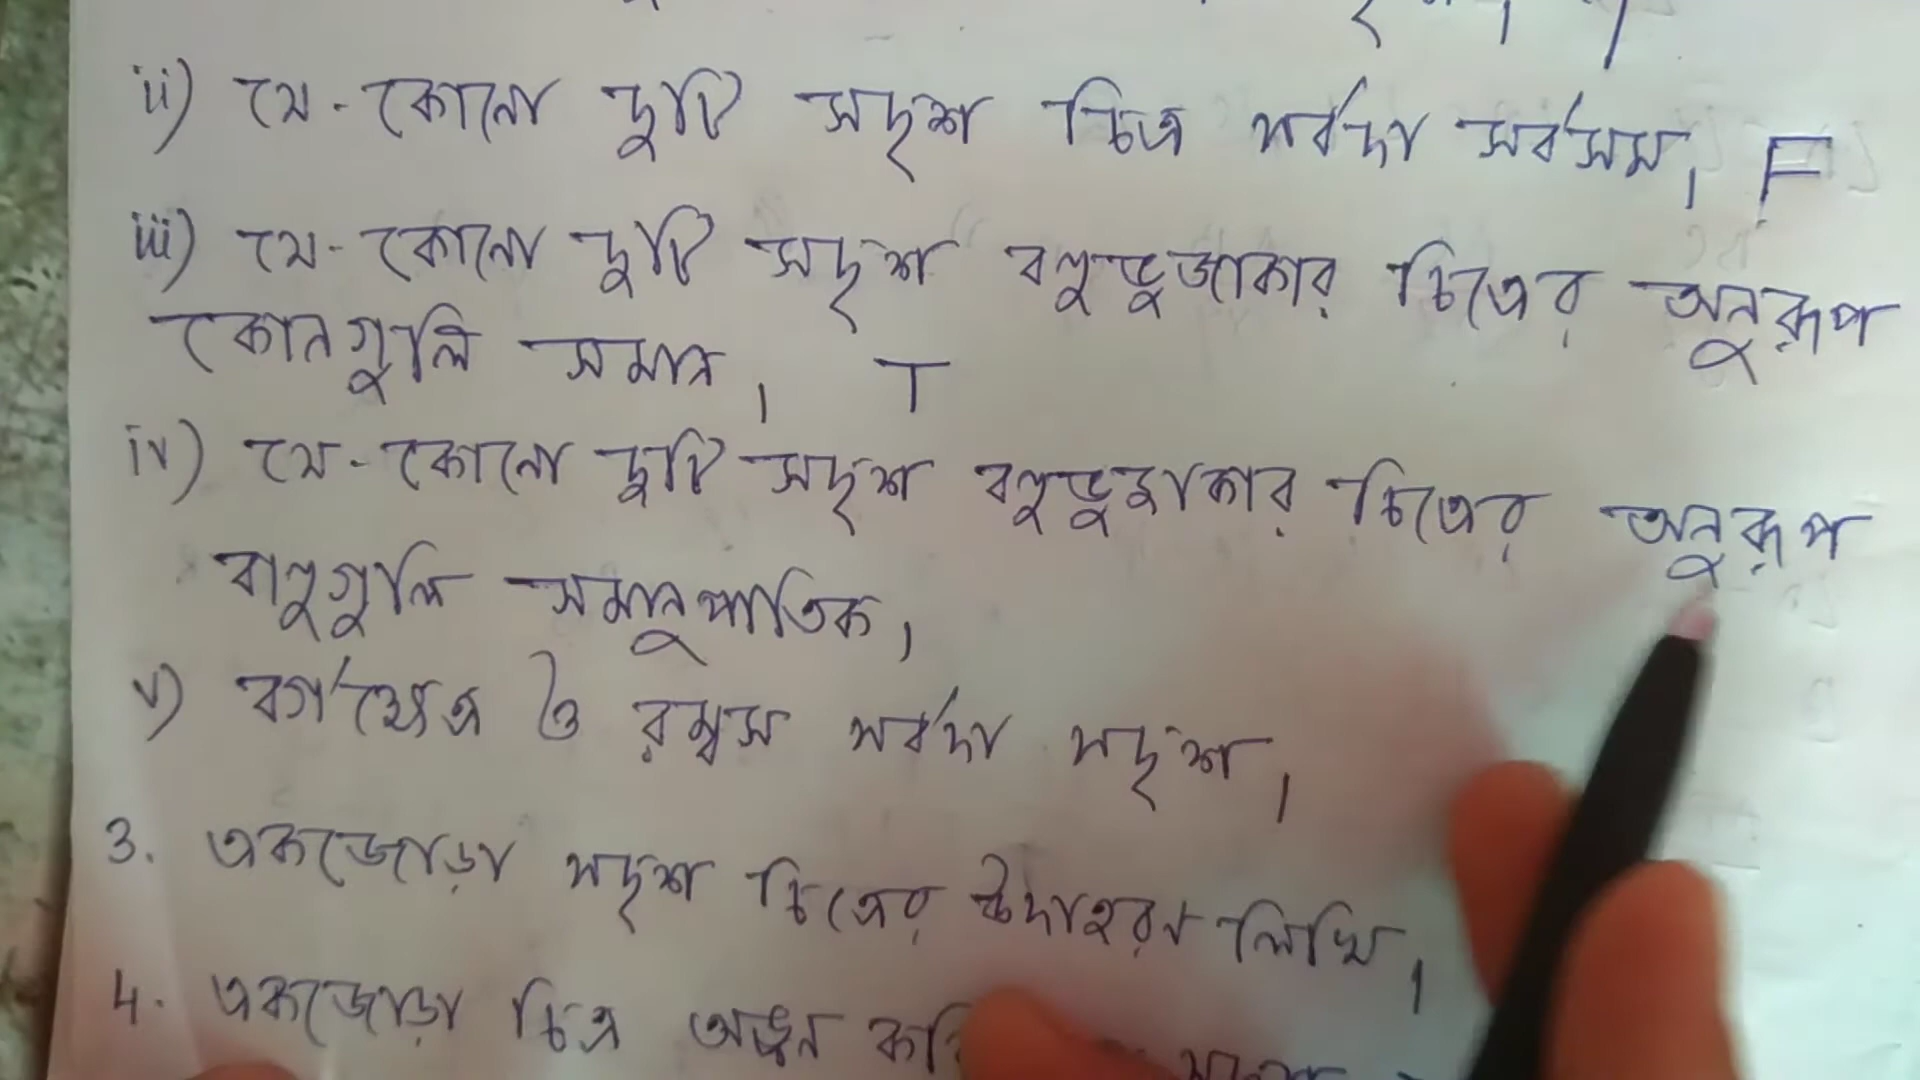 ii) যে-কোনো দুটি সদৃশ চিত্র সর্বদা সর্বসম। F
iii) যে-কোনো দুটি সদৃশ বহুভুজাকার চিত্রের অনুরূপ
কোনগুলি সমান। T
iv) যে-কোনো দুটি সদৃশ বহুভুজাকার চিত্রের অনুরূপ
বাহুগুলি সমানুপাতিক।
v) বর্গক্ষেত্র ও রম্বস সর্বদা সদৃশ।
3. একজোড়া সদৃশ চিত্রের উদাহরণ লিখি।
4. একজোড়া চিত্র অঙ্কন